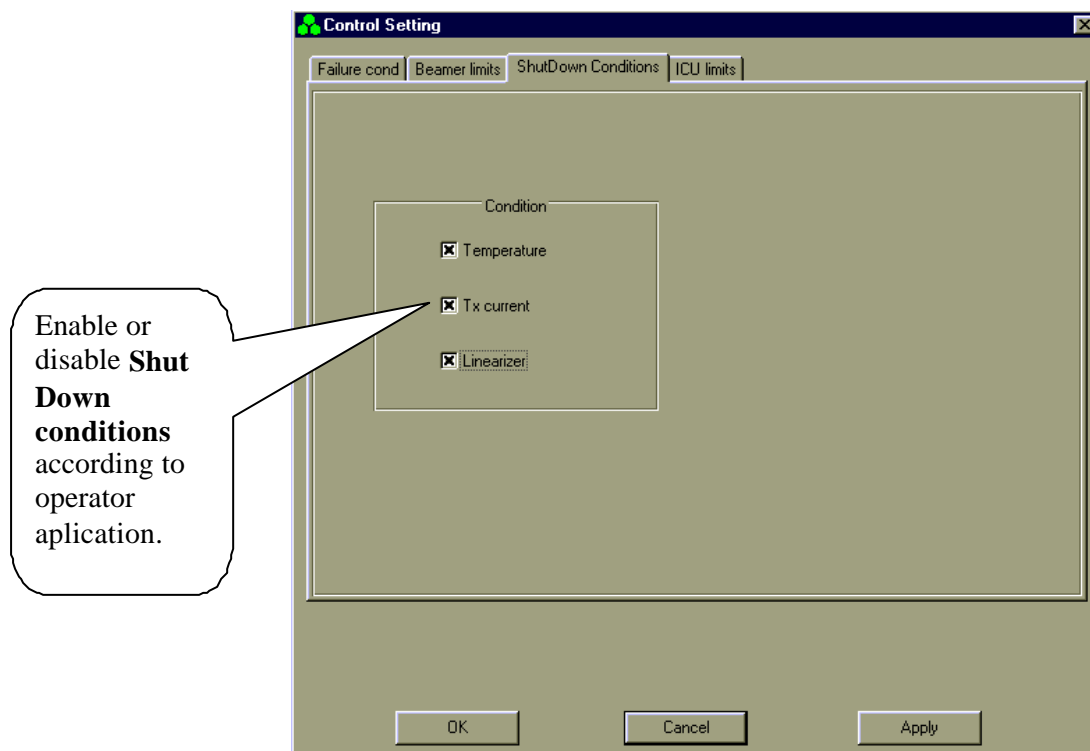 Control Setting
Failure cond
Beamer limits
ShutDown Conditions
ICU limits
Condition
Temperature
Tx current
Linearizer
Enable or
disable Shut
Down
conditions
according to
operator
aplication.
OK
Cancel
Apply